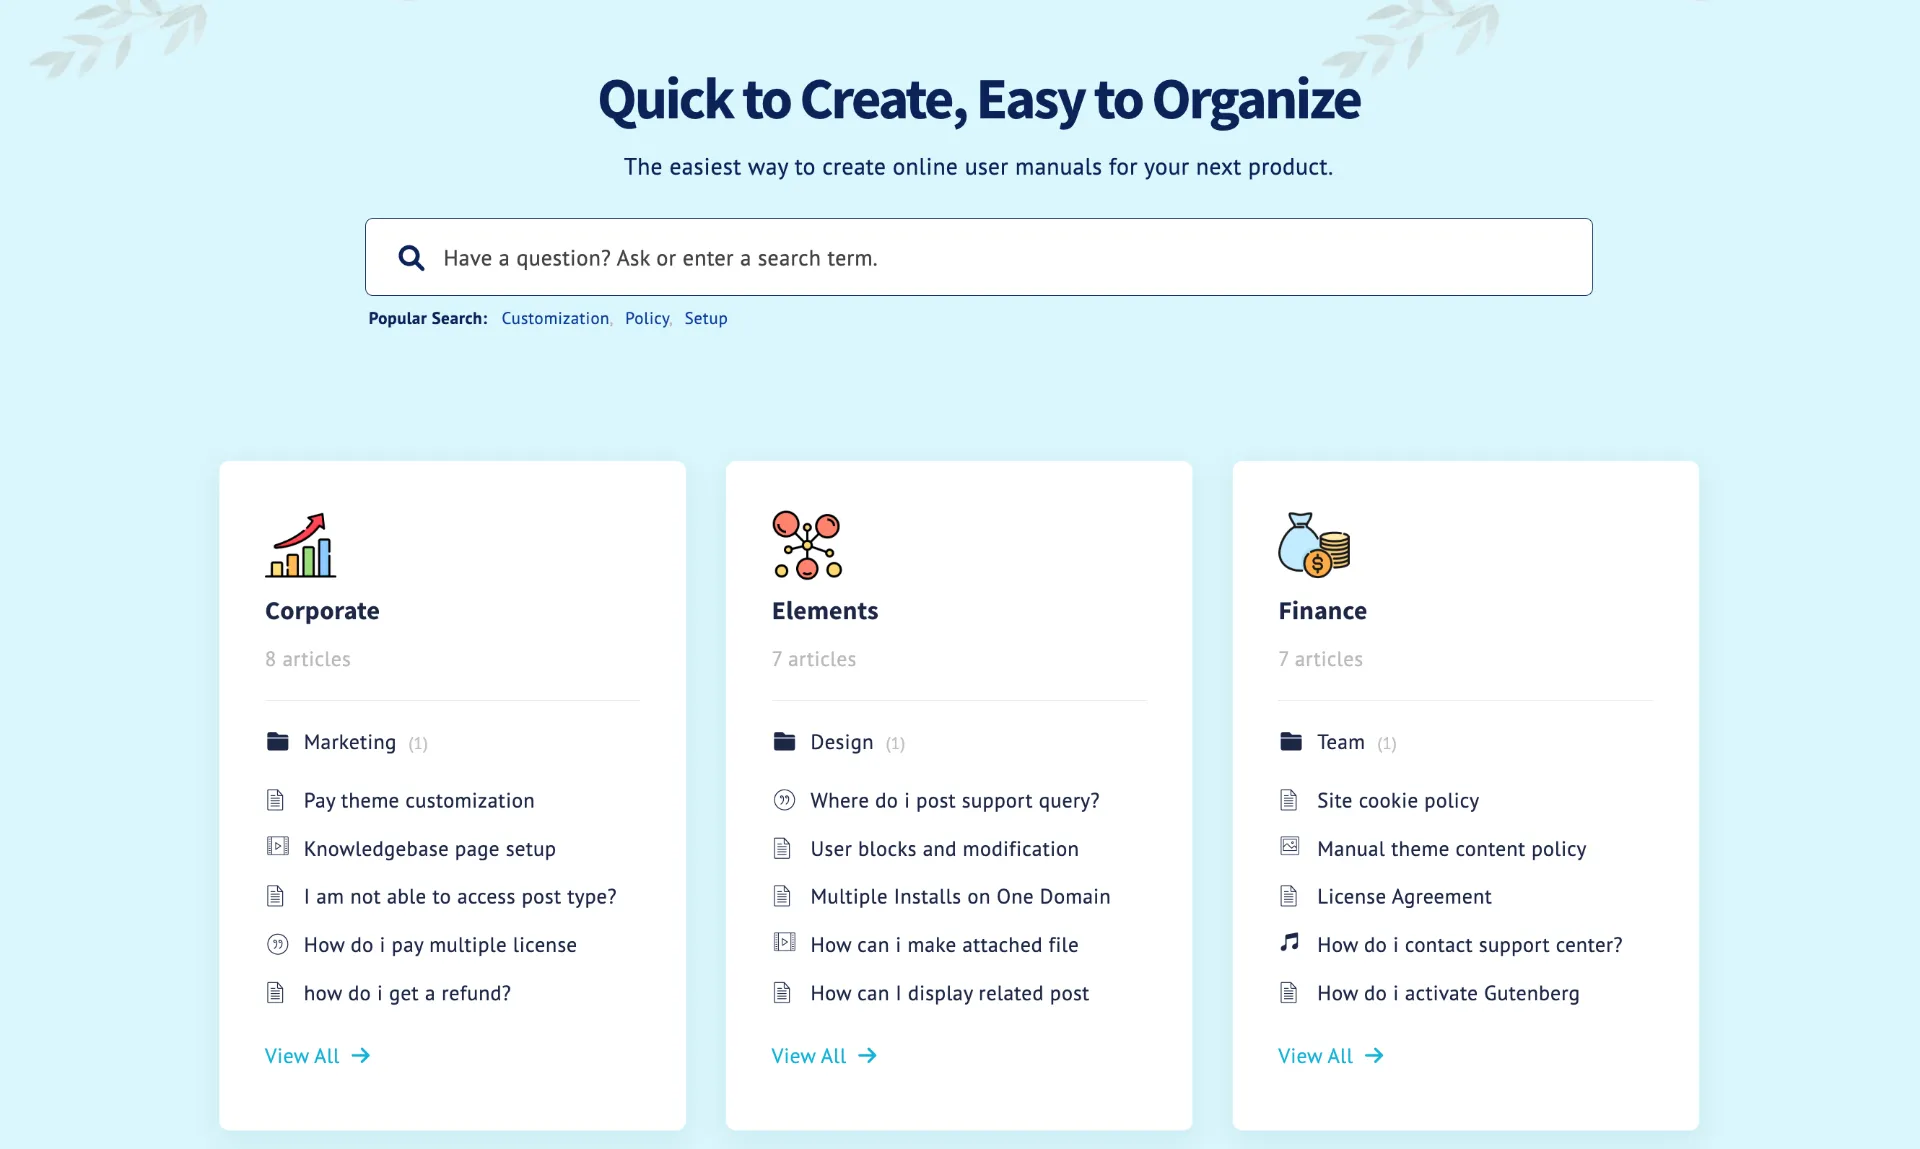 Quick to Create, Easy to Organize
The easiest way to create online user manuals for your next product.
Have a question? Ask or enter a search term.
Popular Search: Customization, Policy, Setup
Corporate
8 articles
Marketing (1)
Pay theme customization
Knowledgebase page setup
I am not able to access post type?
How do i pay multiple license
how do i get a refund?
View All
Elements
7 articles
Design (1)
Where do i post support query?
User blocks and modification
Multiple Installs on One Domain
How can i make attached file
How can I display related post
View All
Finance
7 articles
Team (1)
Site cookie policy
Manual theme content policy
License Agreement
How do i contact support center?
How do i activate Gutenberg
View All